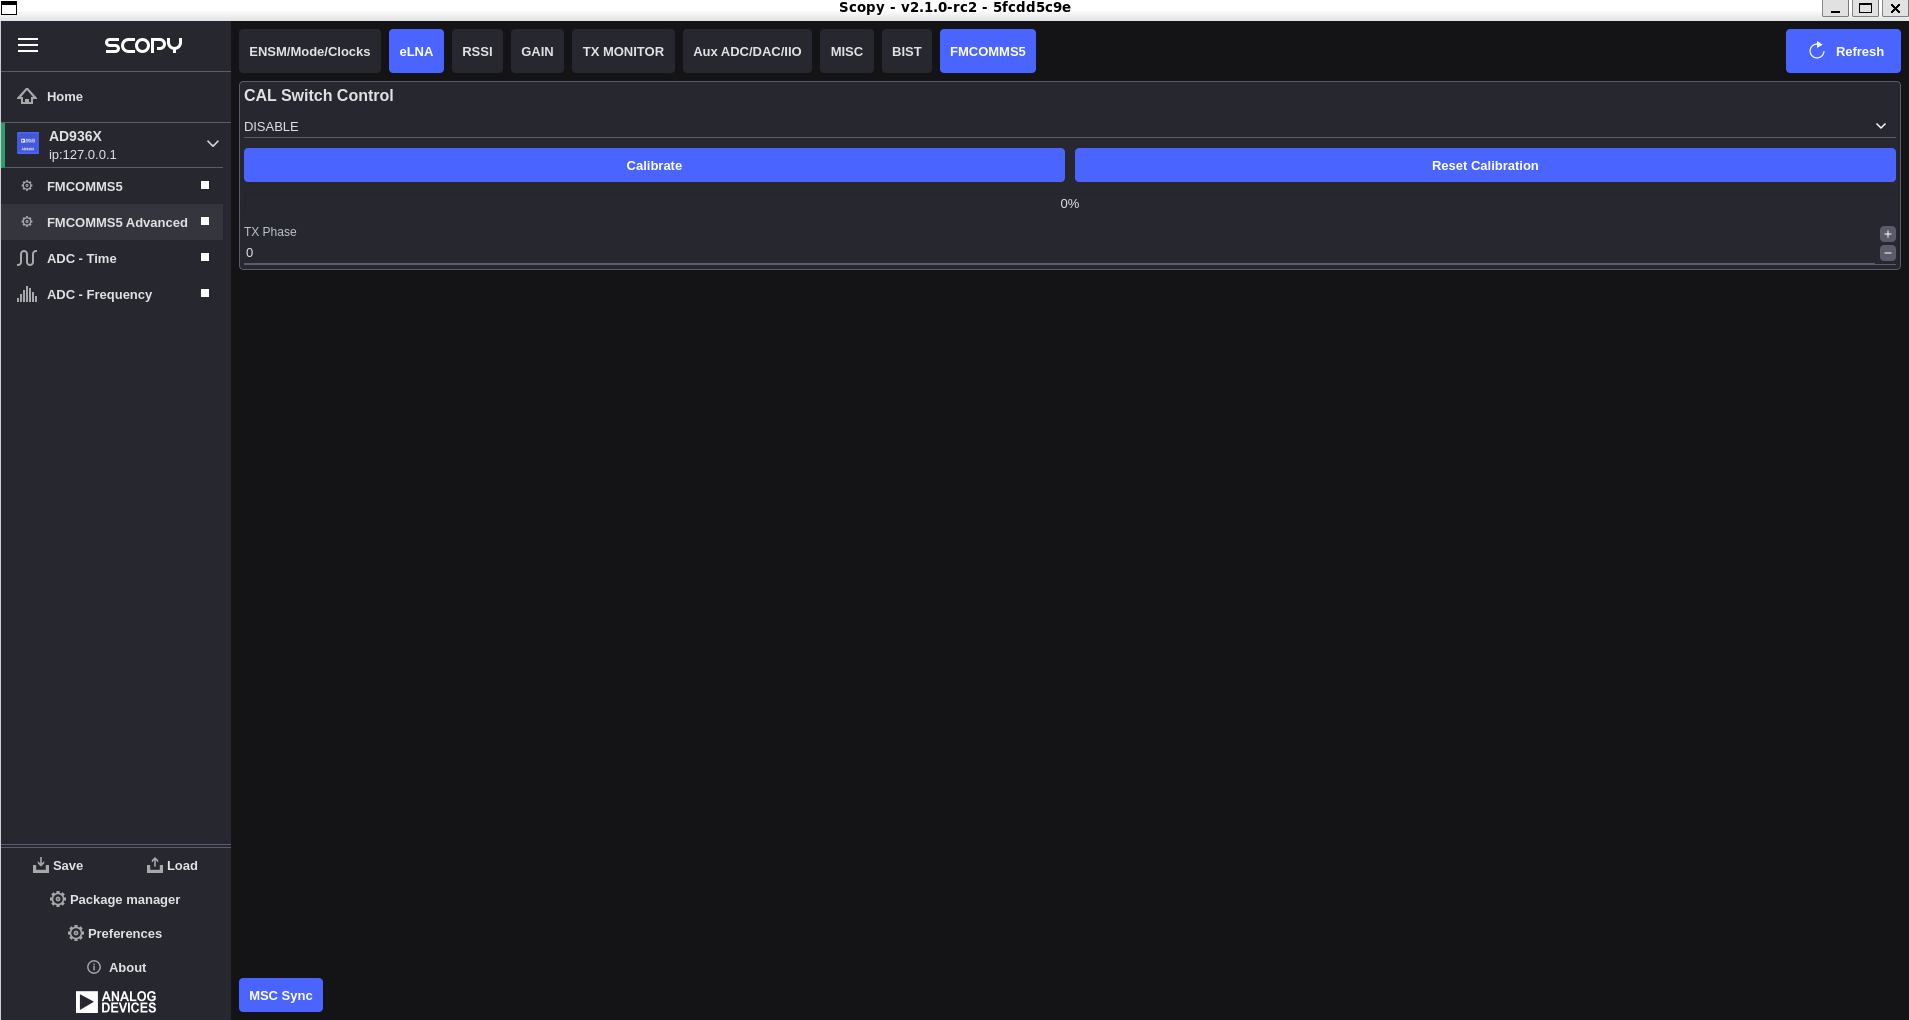 Scopy - v2.1.0-rc2 - 5fcdd5c9e
SCOPY
ENSM/Mode/Clocks eLNA RSSI GAIN TX MONITOR Aux ADC/DAC/IIO MISC BIST FMCOMMS5 Refresh
Home
AD936X
ip:127.0.0.1
FMCOMMS5
FMCOMMS5 Advanced
ADC - Time
ADC - Frequency
CAL Switch Control
DISABLE
Calibrate Reset Calibration
0%
TX Phase
0
Save Load
Package manager
Preferences
About
ANALOG
DEVICES
MSC Sync